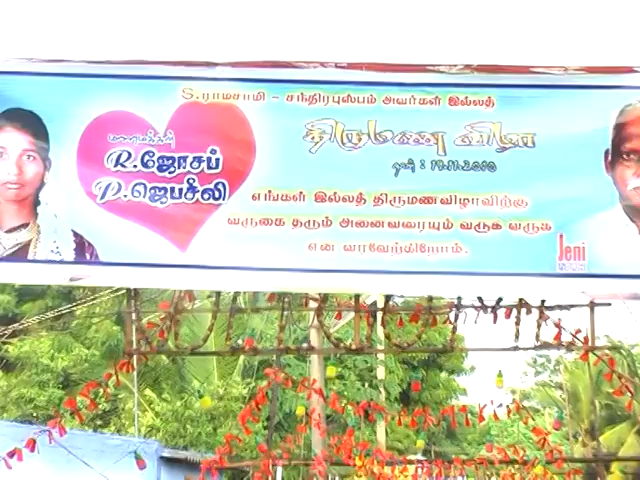 S.ராமசாமி - சந்திரபுஸ்பம் அவர்கள் இல்லத்
திருமண விழா
மணமக்கள்
R.ஜோசப்
P.ஜெபசீலி
நாள் :
எங்கள் இல்லத் திருமணவிழாவிற்கு
வருகை தரும் அனைவரையும் வருக வருக
என வரவேற்கிறோம்.
Jeni